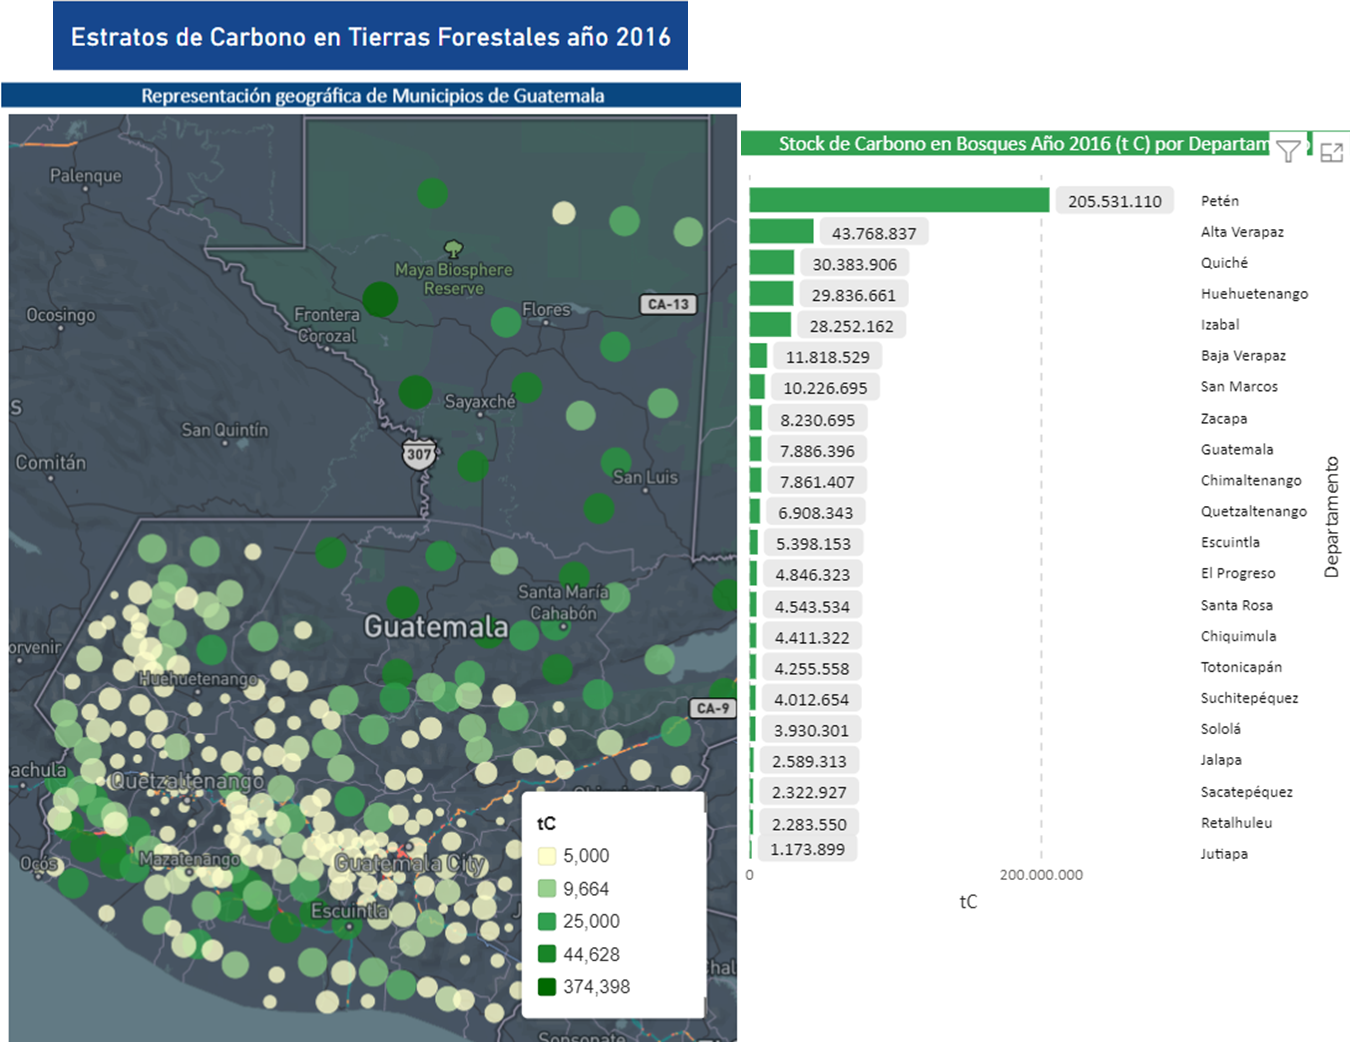 Estratos de Carbono en Tierras Forestales año 2016
Representación geográfica de Municipios de Guatemala
Palenque
Maya Biosphere
Reserve
CA-13
Ocosingo
Frontera
Corozal
Flores
Sayaxché
San Quintín
Comitán
307
San Luis
Santa María
Cahabón
Guatemala
orvenir
Huehuetenango
CA-9
achula
Quetzaltenango
Ocós
Mazatenango
Guatemala City
Escuintla
tC
5,000
9,664
25,000
44,628
374,398
Stock de Carbono en Bosques Año 2016 (t C) por Departam
205.531.110 Petén
43.768.837 Alta Verapaz
30.383.906 Quiché
29.836.661 Huehuetenango
28.252.162 Izabal
11.818.529 Baja Verapaz
10.226.695 San Marcos
8.230.695 Zacapa
7.886.396 Guatemala
7.861.407 Chimaltenango
6.908.343 Quetzaltenango
5.398.153 Escuintla
4.846.323 El Progreso
4.543.534 Santa Rosa
4.411.322 Chiquimula
4.255.558 Totonicapán
4.012.654 Suchitepéquez
3.930.301 Sololá
2.589.313 Jalapa
2.322.927 Sacatepéquez
2.283.550 Retalhuleu
1.173.899 Jutiapa
Departamento
0 200.000.000
tC